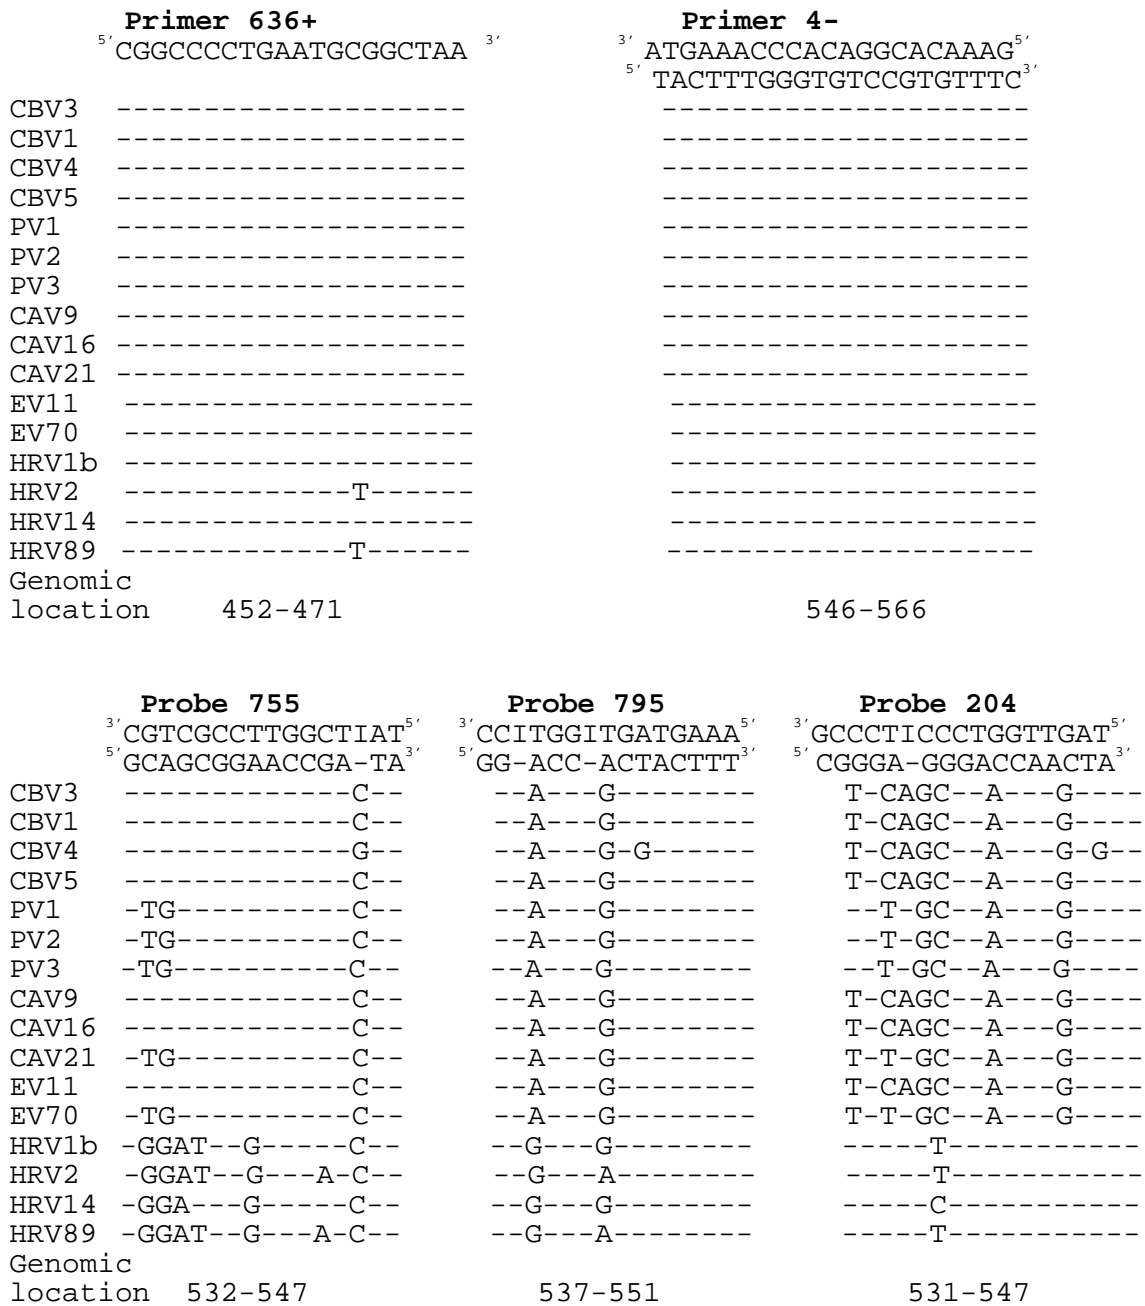 Primer 636+ Primer 4-
5′ CGGCCCCTGAATGCGGCTAA 3′ 3′ ATGAAACCCACAGGCACAAAG 5′
5′ TACTTTGGGTGTCCGTGTTTC 3′
CBV3 -------------------- ---------------------
CBV1 -------------------- ---------------------
CBV4 -------------------- ---------------------
CBV5 -------------------- ---------------------
PV1 -------------------- ---------------------
PV2 -------------------- ---------------------
PV3 -------------------- ---------------------
CAV9 -------------------- ---------------------
CAV16 -------------------- ---------------------
CAV21 -------------------- ---------------------
EV11 -------------------- ---------------------
EV70 -------------------- ---------------------
HRV1b -------------------- ---------------------
HRV2 -------------T------ ---------------------
HRV14 -------------------- ---------------------
HRV89 -------------T------ ---------------------
Genomic
location 452-471 546-566
Probe 755 Probe 795 Probe 204
3′ CGTCGCCTTGGCTIAT 5′ 3′ CCITGGITGATGAAA 5′ 3′ GCCCTICCCTGGTTGAT 5′
5′ GCAGCGGAACCGA-TA 3′ 5′ GG-ACC-ACTACTTT 3′ 5′ CGGGA-GGGACCAACTA 3′
CBV3 -------------C-- --A---G-------- T-CAGC--A---G----
CBV1 -------------C-- --A---G-------- T-CAGC--A---G----
CBV4 -------------G-- --A---G-G------ T-CAGC--A---G-G--
CBV5 -------------C-- --A---G-------- T-CAGC--A---G----
PV1 -TG----------C-- --A---G-------- --T-GC--A---G----
PV2 -TG----------C-- --A---G-------- --T-GC--A---G----
PV3 -TG----------C-- --A---G-------- --T-GC--A---G----
CAV9 -------------C-- --A---G-------- T-CAGC--A---G----
CAV16 -------------C-- --A---G-------- T-CAGC--A---G----
CAV21 -TG----------C-- --A---G-------- T-T-GC--A---G----
EV11 -------------C-- --A---G-------- T-CAGC--A---G----
EV70 -TG----------C-- --A---G-------- T-T-GC--A---G----
HRV1b -GGAT--G-----C-- --G---G-------- -----T-----------
HRV2 -GGAT--G---A-C-- --G---A-------- -----T-----------
HRV14 -GGA---G-----C-- --G---G-------- -----C-----------
HRV89 -GGAT--G---A-C-- --G---A-------- -----T-----------
Genomic
location 532-547 537-551 531-547